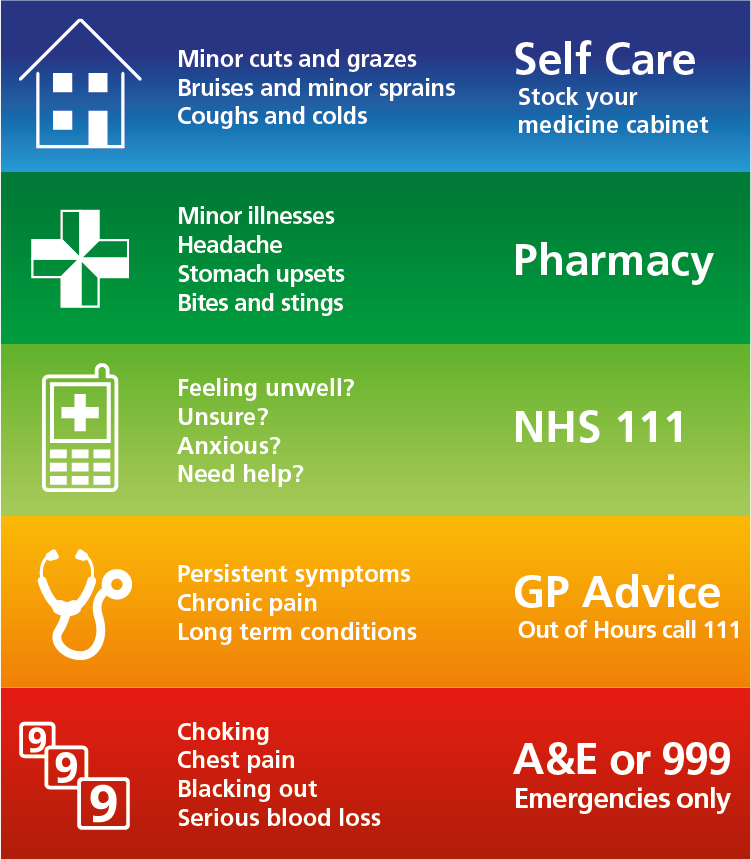 Minor cuts and grazes
Bruises and minor sprains
Coughs and colds
Self Care
Stock your
medicine cabinet
Minor illnesses
Headache
Stomach upsets
Bites and stings
Pharmacy
Feeling unwell?
Unsure?
Anxious?
Need help?
NHS 111
Persistent symptoms
Chronic pain
Long term conditions
GP Advice
Out of Hours call 111
9
9
9
Choking
Chest pain
Blacking out
Serious blood loss
A&E or 999
Emergencies only